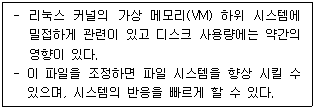 - 리눅스 커널의 가상 메모리(VM) 하위 시스템에
밀접하게 관련이 있고 디스크 사용량에는 약간의
영향이 있다.
- 이 파일을 조정하면 파일 시스템을 향상 시킬 수
있으며, 시스템의 반응을 빠르게 할 수 있다.